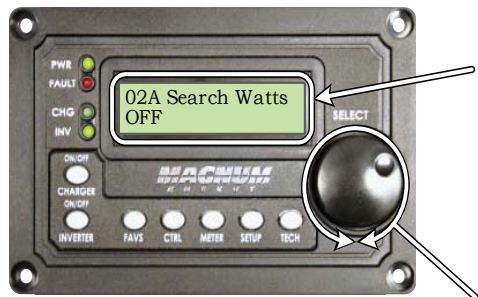 PWR
FAULT
02A Search Watts
OFF
SELECT
CHG
INV
ON/OFF
MAGNUM
ENERGY
CHARGER
ON/OFF
INVERTER
FAVS
CTRL
METER
SETUP
TECH